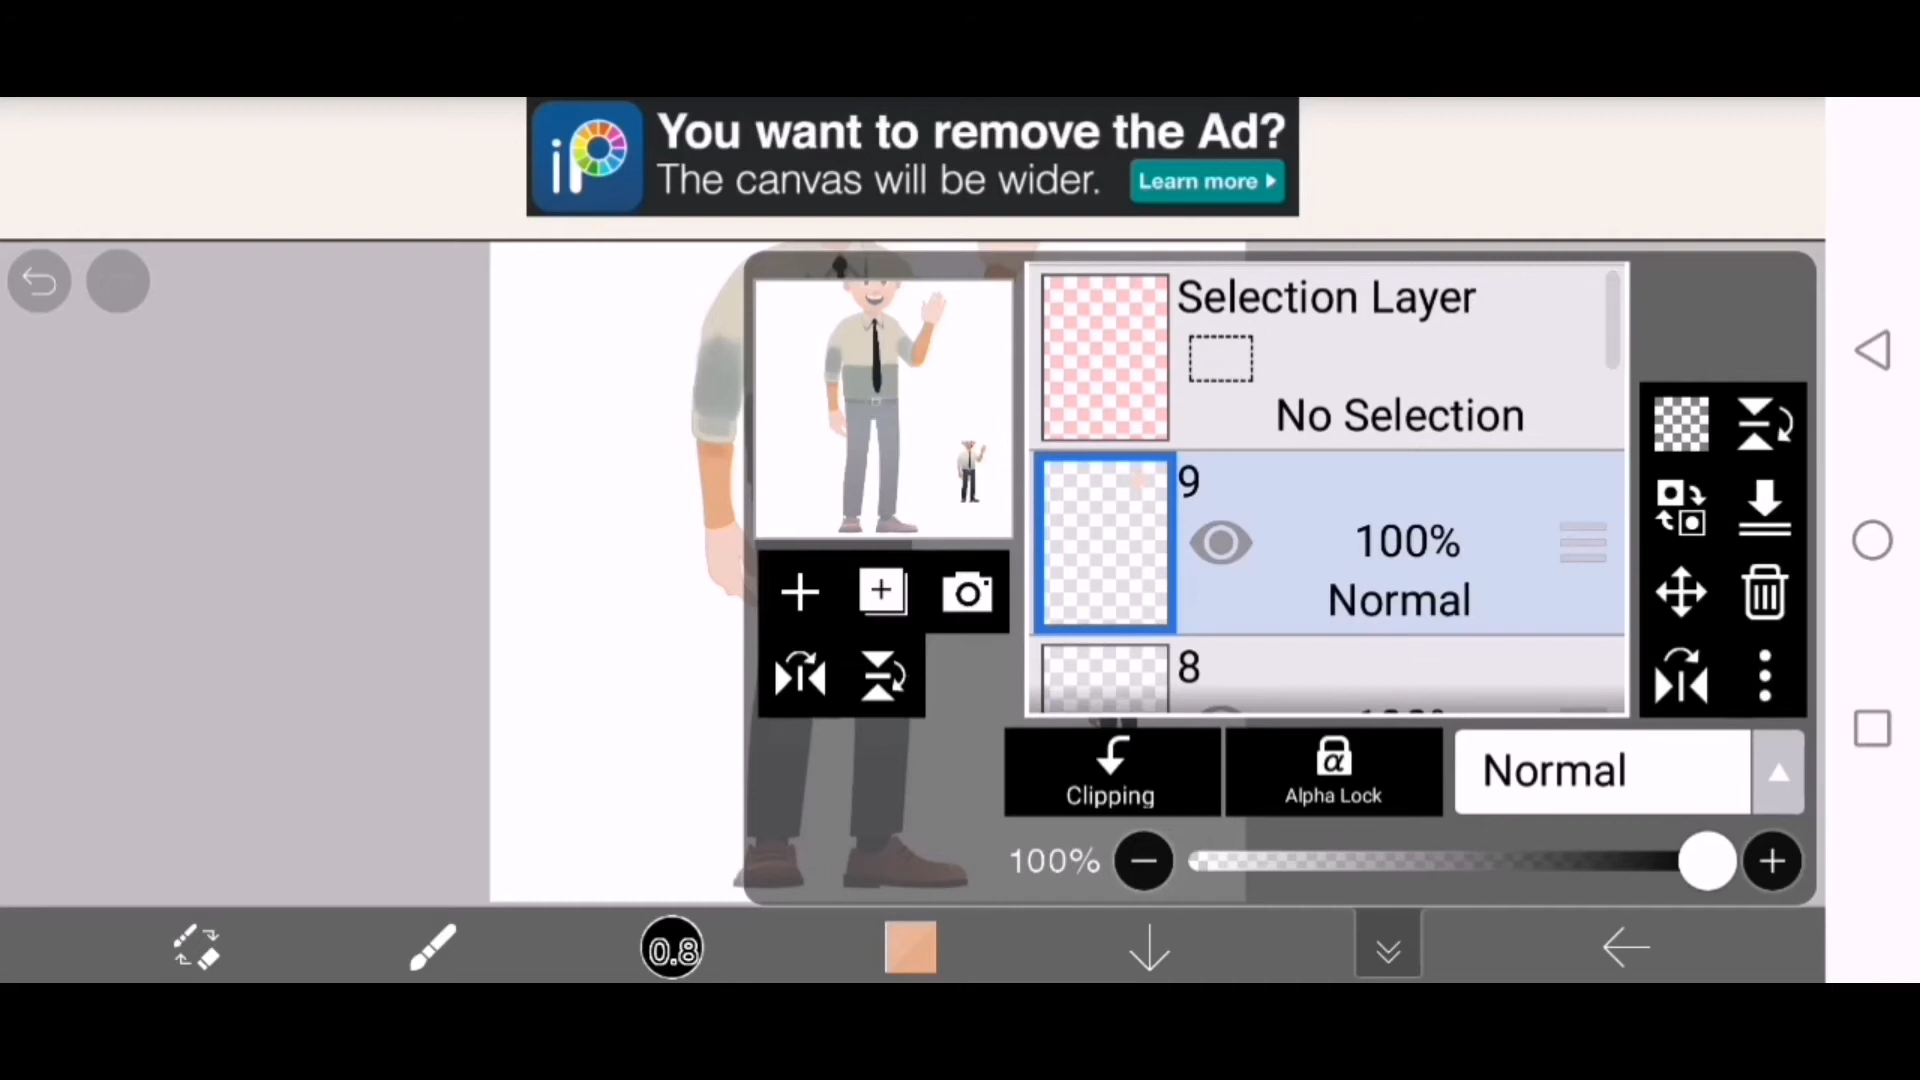 iP
You want to remove the Ad?
The canvas will be wider.
Learn more
Selection Layer
No Selection
9
100%
Normal
8
Clipping
α
Alpha Lock
Normal
100%
0.8